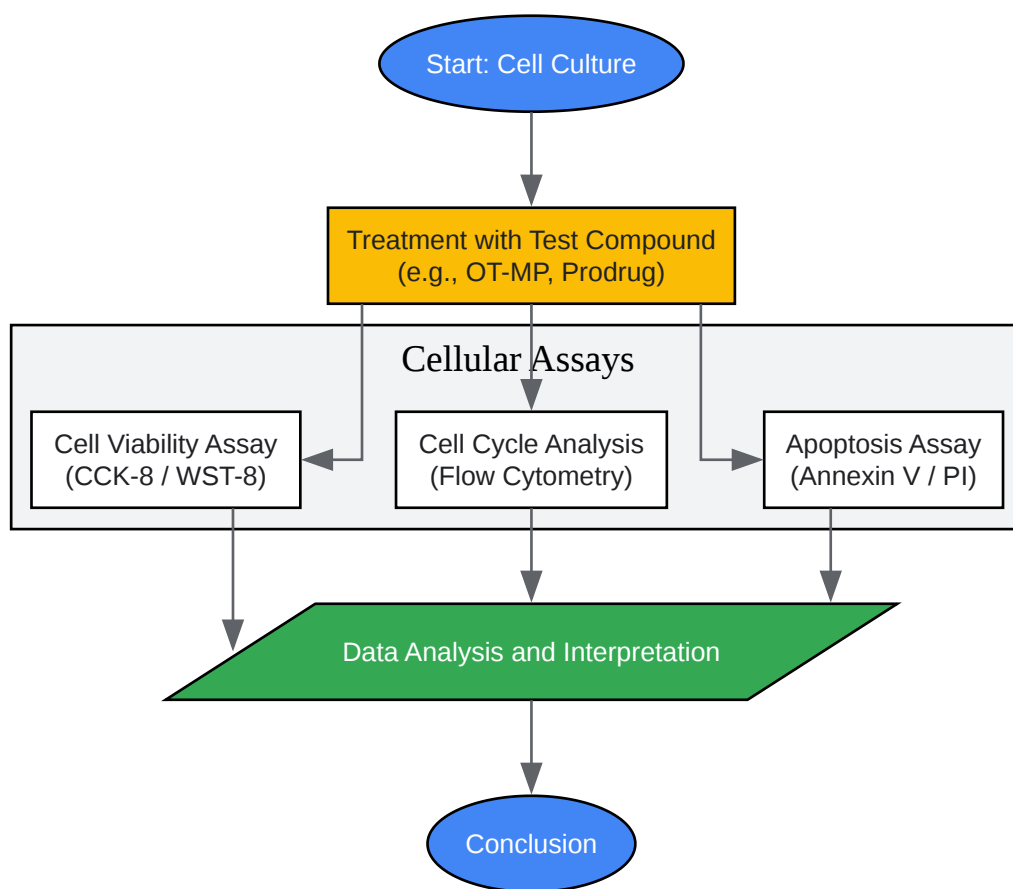 Start: Cell Culture
Treatment with Test Compound
(e.g., OT-MP, Prodrug)
Cellular Assays
Cell Viability Assay
(CCK-8 / WST-8)
Cell Cycle Analysis
(Flow Cytometry)
Apoptosis Assay
(Annexin V / PI)
Data Analysis and Interpretation
Conclusion